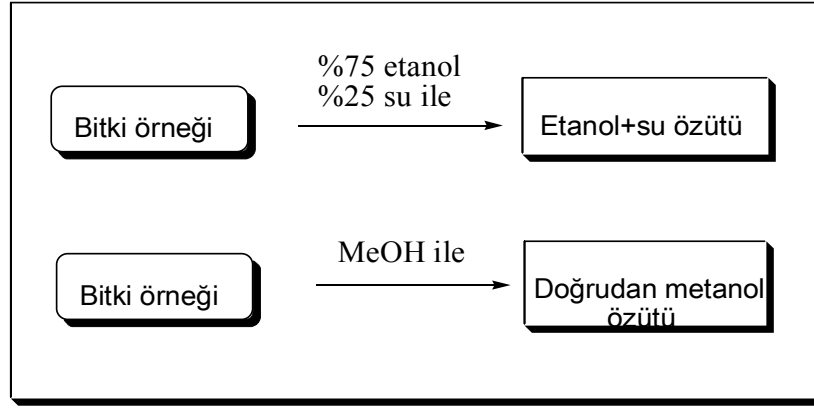 %75 etanol
%25 su ile
Bitki örneği
Etanol+su özütü
MeOH ile
Bitki örneği
Doğrudan metanol
özütü